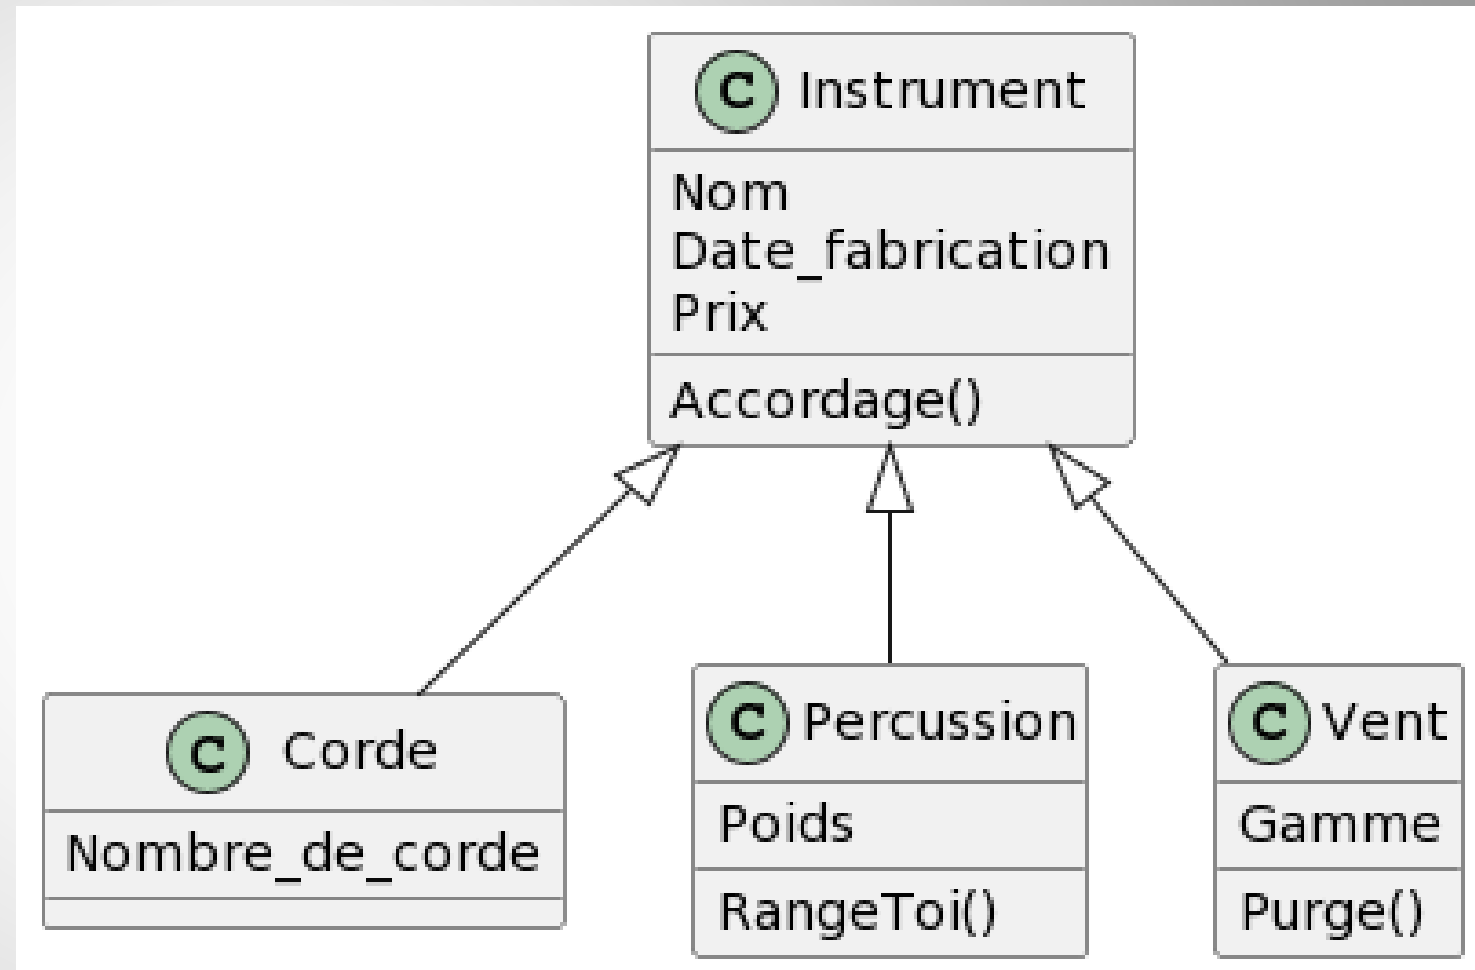 C Instrument
Nom
Date_fabrication
Prix
Accordage()
C Corde
Nombre_de_corde
C Percussion
Poids
RangeToi()
C Vent
Gamme
Purge()